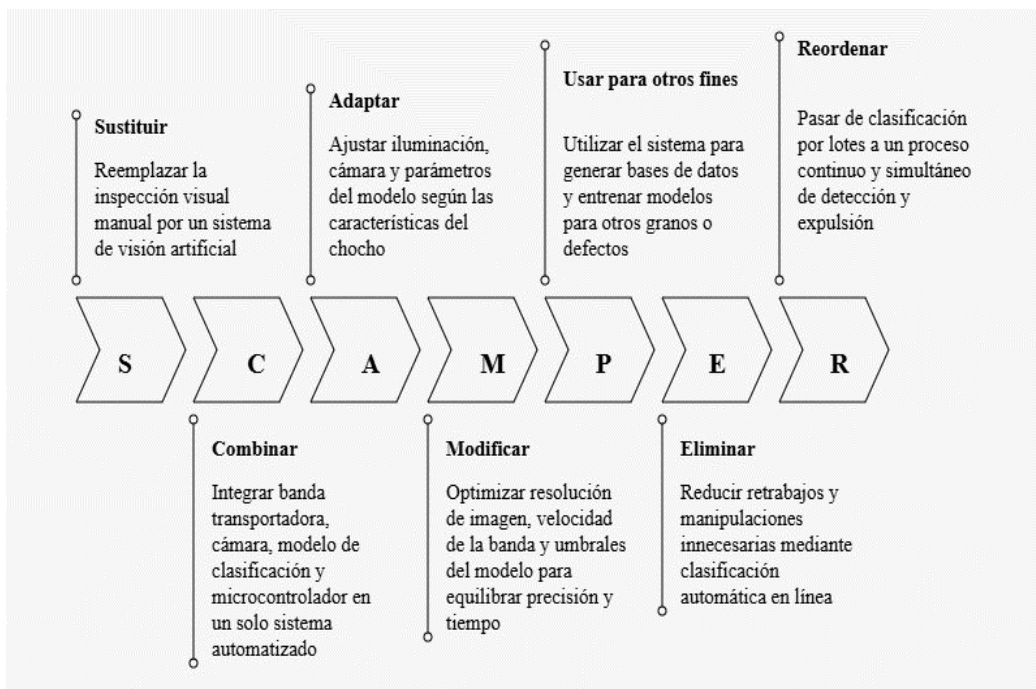 Sustituir
Reemplazar la
inspección visual
manual por un sistema
de visión artificial
Adaptar
Ajustar iluminación,
cámara y parámetros
del modelo según las
características del
chocho
Usar para otros fines
Utilizar el sistema para
generar bases de datos
y entrenar modelos
para otros granos o
defectos
Reordenar
Pasar de clasificación
por lotes a un proceso
continuo y simultáneo
de detección y
expulsión
S C A M P E R
Combinar
Integrar banda
transportadora,
cámara, modelo de
clasificación y
microcontrolador en
un solo sistema
automatizado
Modificar
Optimizar resolución
de imagen, velocidad
de la banda y umbrales
del modelo para
equilibrar precisión y
tiempo
Eliminar
Reducir retrabajos y
manipulaciones
innecesarias mediante
clasificación
automática en línea